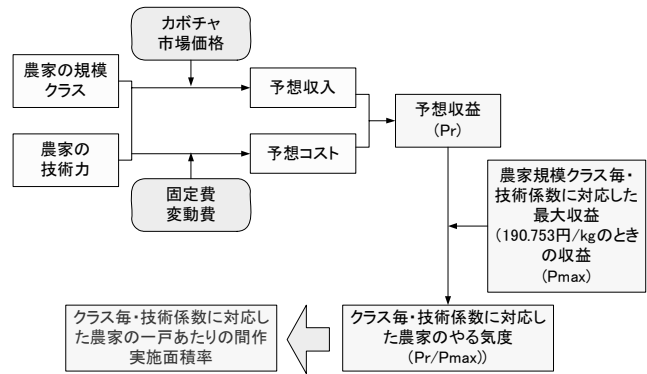 カボチャ
市場価格
農家の規模
クラス
予想収入
予想収益
(Pr)
農家の
技術力
予想コスト
固定費
変動費
農家規模クラス毎・
技術係数に対応した
最大収益
(190.753円/kgのとき
の収益
(Pmax)
クラス毎・技術係数に対応し
た農家のやる気度
(Pr/Pmax))
クラス毎・技術係数に対応し
た農家の一戸あたりの間作
実施面積率